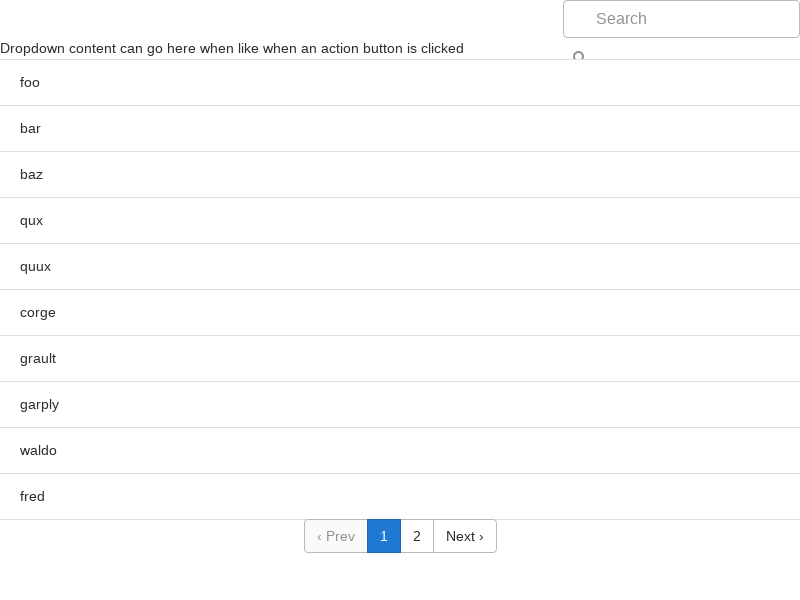 Search
Dropdown content can go here when like when an action button is clicked
foo
bar
baz
qux
quux
corge
grault
garply
waldo
fred
‹ Prev 1 2 Next ›